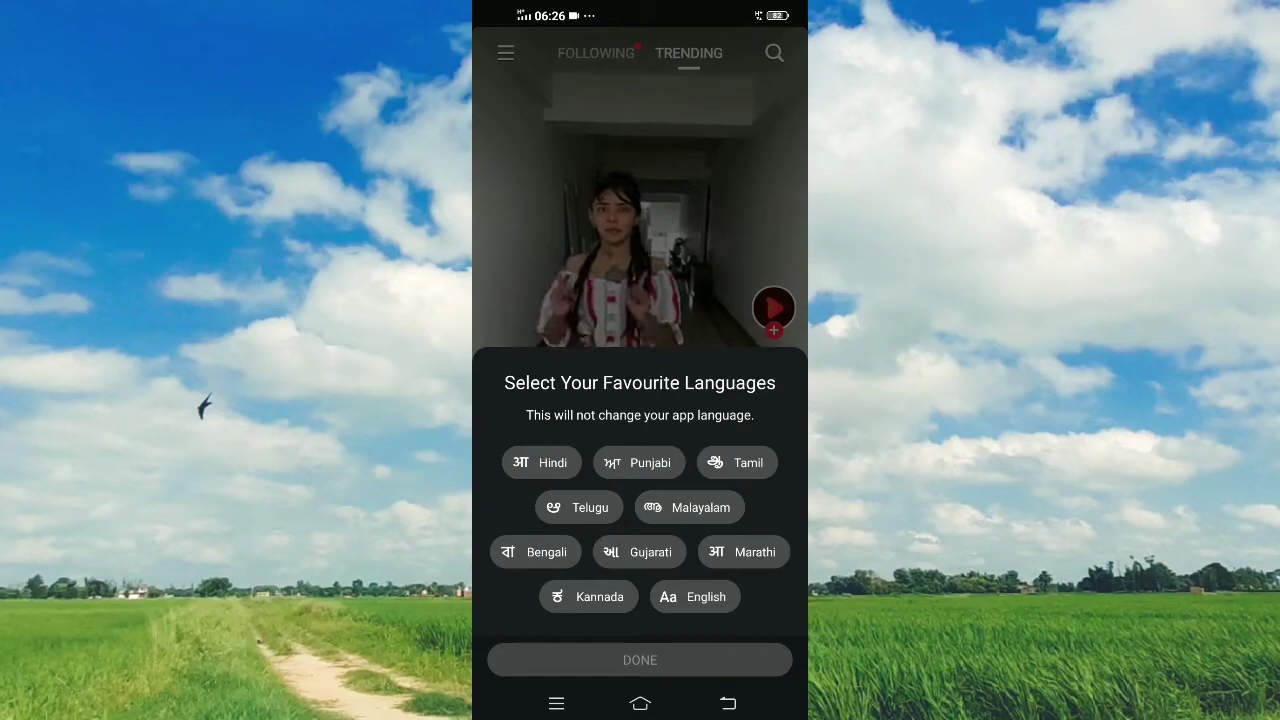 H+ 06:26 ... H+ 82
FOLLOWING TRENDING
Select Your Favourite Languages
This will not change your app language.
आ Hindi ਆ Punjabi ஆ Tamil
ఆ Telugu ആ Malayalam
বা Bengali આ Gujarati आ Marathi
ಕ Kannada Aa English
DONE